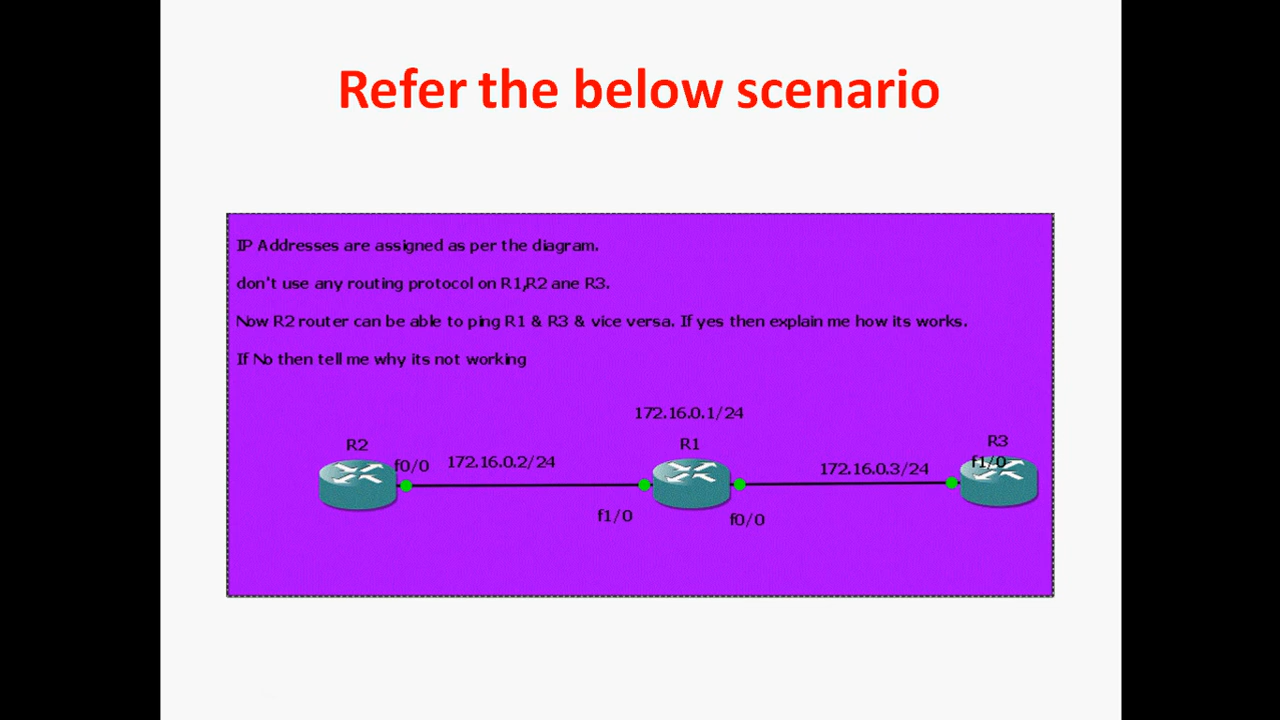 Refer the below scenario
IP Addresses are assigned as per the diagram.
don't use any routing protocol on R1,R2 ane R3.
Now R2 router can be able to ping R1 & R3 & vice versa. If yes then explain me how its works.
If No then tell me why its not working
172.16.0.1/24
R2
R1
R3
f0/0
172.16.0.2/24
172.16.0.3/24
f1/0
f1/0
f0/0